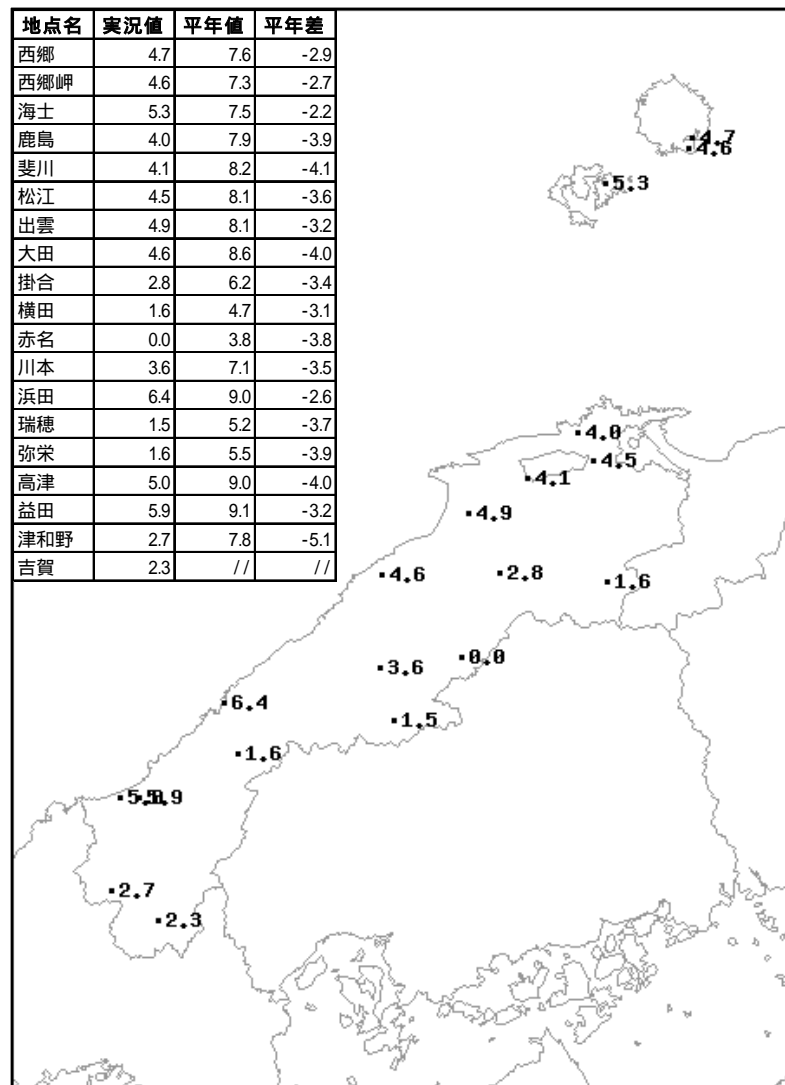 地点名 実況値 平年値 平年差
西郷 4.7 7.6 -2.9
西郷岬 4.6 7.3 -2.7
海士 5.3 7.5 -2.2
鹿島 4.0 7.9 -3.9
斐川 4.1 8.2 -4.1
松江 4.5 8.1 -3.6
出雲 4.9 8.1 -3.2
大田 4.6 8.6 -4.0
掛合 2.8 6.2 -3.4
横田 1.6 4.7 -3.1
赤名 0.0 3.8 -3.8
川本 3.6 7.1 -3.5
浜田 6.4 9.0 -2.6
瑞穂 1.5 5.2 -3.7
弥栄 1.6 5.5 -3.9
高津 5.0 9.0 -4.0
益田 5.9 9.1 -3.2
津和野 2.7 7.8 -5.1
吉賀 2.3 // //
4.7
4.6
5.3
4.0
4.5
4.1
4.9
4.6
2.8
1.6
0.0
3.6
6.4
1.5
1.6
5.9
2.7
2.3